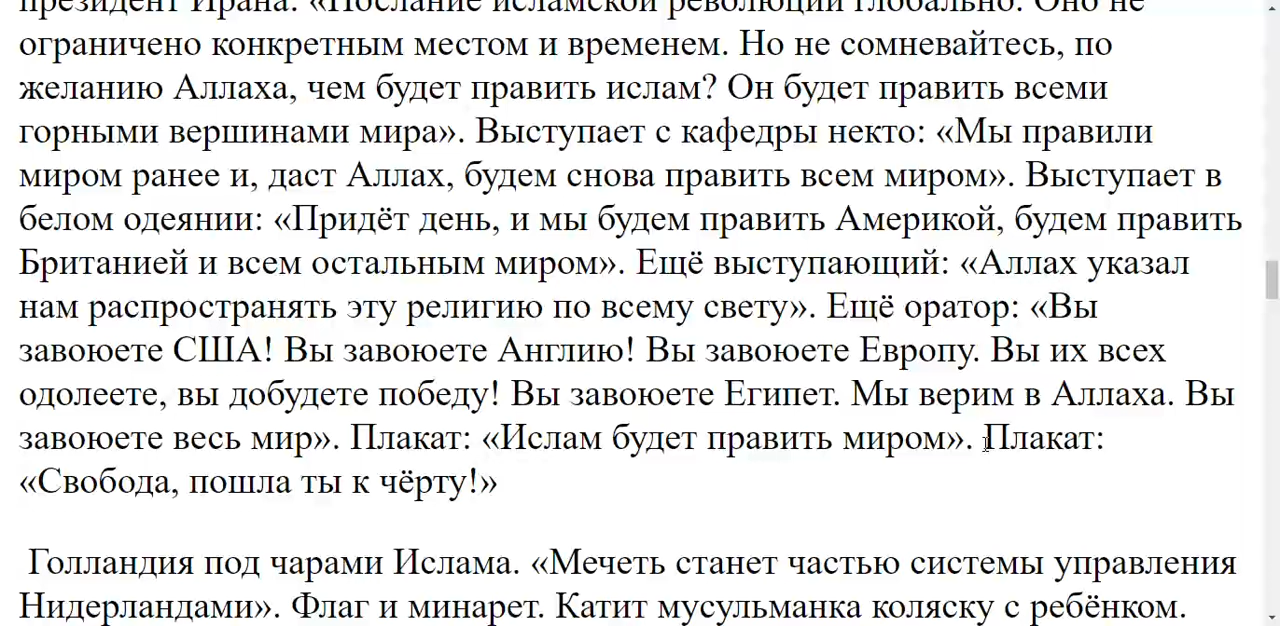 президент Ирана: «Послание исламской революции глобально. Оно не
ограничено конкретным местом и временем. Но не сомневайтесь, по
желанию Аллаха, чем будет править ислам? Он будет править всеми
горными вершинами мира». Выступает с кафедры некто: «Мы правили
миром ранее и, даст Аллах, будем снова править всем миром». Выступает в
белом одеянии: «Придёт день, и мы будем править Америкой, будем править
Британией и всем остальным миром». Ещё выступающий: «Аллах указал
нам распространять эту религию по всему свету». Ещё оратор: «Вы
завоюете США! Вы завоюете Англию! Вы завоюете Европу. Вы их всех
одолеете, вы добудете победу! Вы завоюете Египет. Мы верим в Аллаха. Вы
завоюете весь мир». Плакат: «Ислам будет править миром». Плакат:
«Свобода, пошла ты к чёрту!»
Голландия под чарами Ислама. «Мечеть станет частью системы управления
Нидерландами». Флаг и минарет. Катит мусульманка коляску с ребёнком.